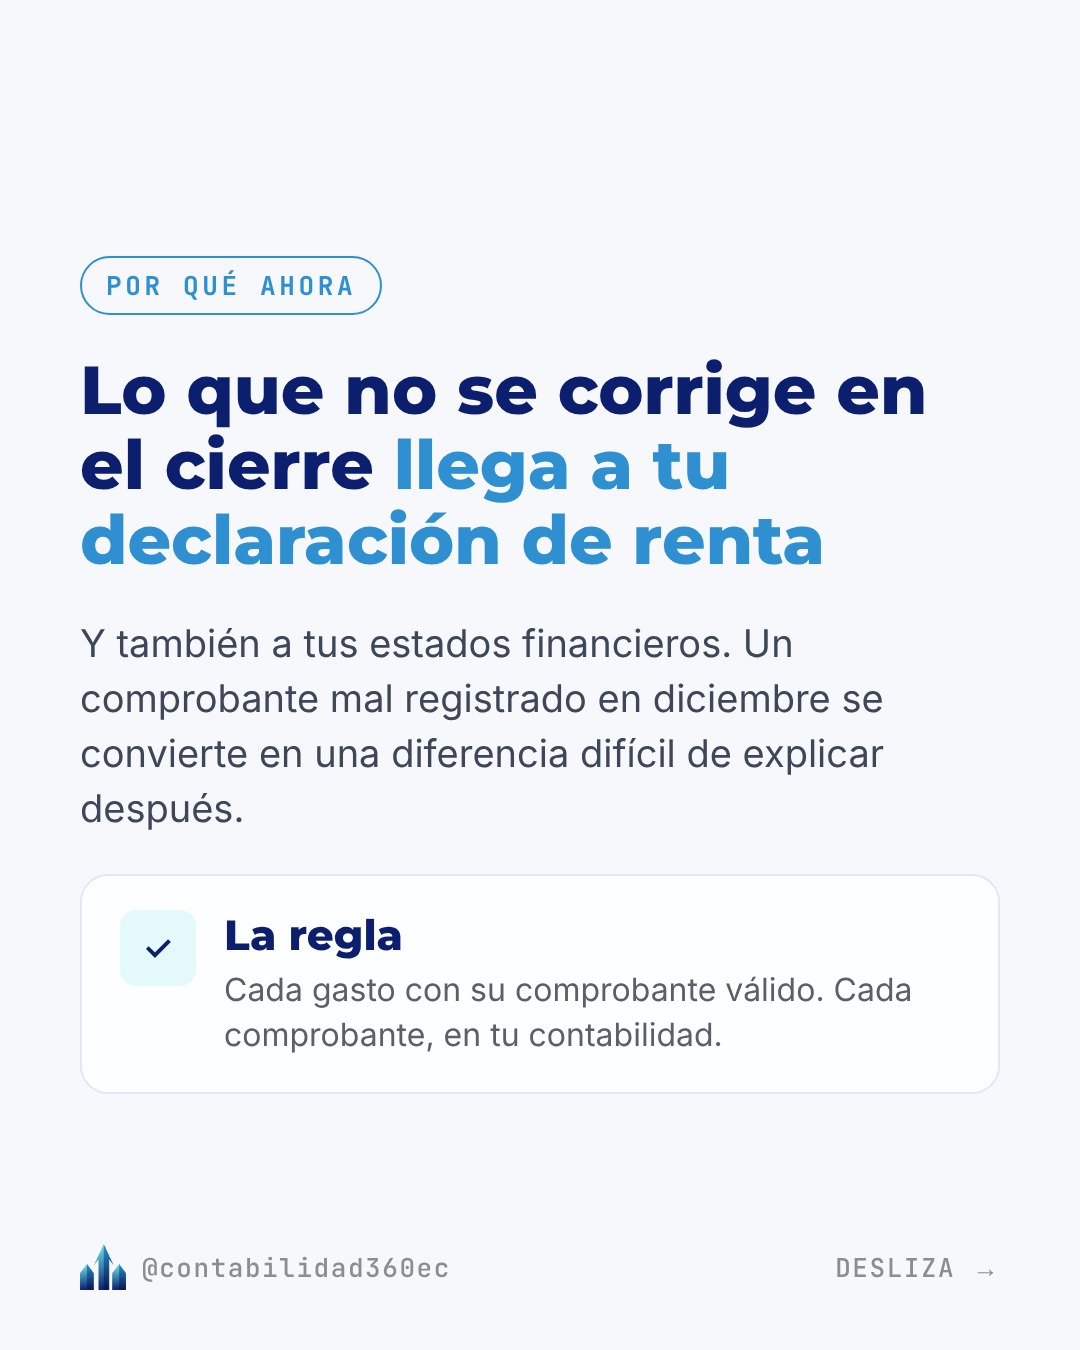 POR QUÉ AHORA
Lo que no se corrige en
el cierre llega a tu
declaración de renta
Y también a tus estados financieros. Un
comprobante mal registrado en diciembre se
convierte en una diferencia difícil de explicar
después.
La regla
Cada gasto con su comprobante válido. Cada
comprobante, en tu contabilidad.
@contabilidad360ec
DESLIZA →